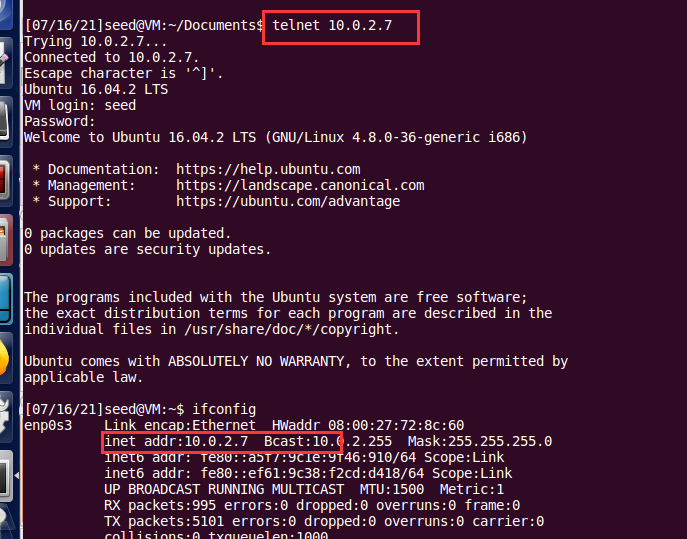 [07/16/21]seed@VM:~/Documents$ telnet 10.0.2.7
Trying 10.0.2.7...
Connected to 10.0.2.7.
Escape character is '^]'.
Ubuntu 16.04.2 LTS
VM login: seed
Password:
Welcome to Ubuntu 16.04.2 LTS (GNU/Linux 4.8.0-36-generic i686)
* Documentation:  https://help.ubuntu.com
* Management:     https://landscape.canonical.com
* Support:        https://ubuntu.com/advantage
0 packages can be updated.
0 updates are security updates.
The programs included with the Ubuntu system are free software;
the exact distribution terms for each program are described in the
individual files in /usr/share/doc/*/copyright.
Ubuntu comes with ABSOLUTELY NO WARRANTY, to the extent permitted by
applicable law.
[07/16/21]seed@VM:~$ ifconfig
enp0s3    Link encap:Ethernet  HWaddr 08:00:27:72:8c:60
inet addr:10.0.2.7  Bcast:10.0.2.255  Mask:255.255.255.0
inet6 addr: fe80::a5f7:9c1e:9f46:910/64 Scope:Link
inet6 addr: fe80::ef61:9c38:f2cd:d418/64 Scope:Link
UP BROADCAST RUNNING MULTICAST  MTU:1500  Metric:1
RX packets:995 errors:0 dropped:0 overruns:0 frame:0
TX packets:5101 errors:0 dropped:0 overruns:0 carrier:0
collisions:0 txqueuelen:1000